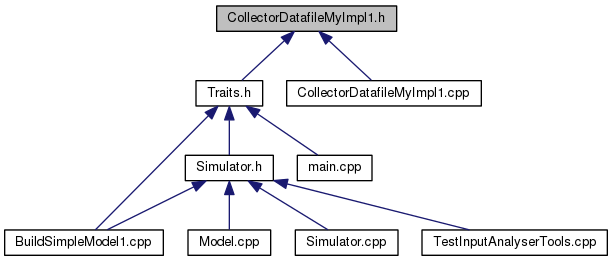 CollectorDatafileMyImpl1.h
Traits.h
CollectorDatafileMyImpl1.cpp
Simulator.h
main.cpp
BuildSimpleModel1.cpp
Model.cpp
Simulator.cpp
TestInputAnalyserTools.cpp